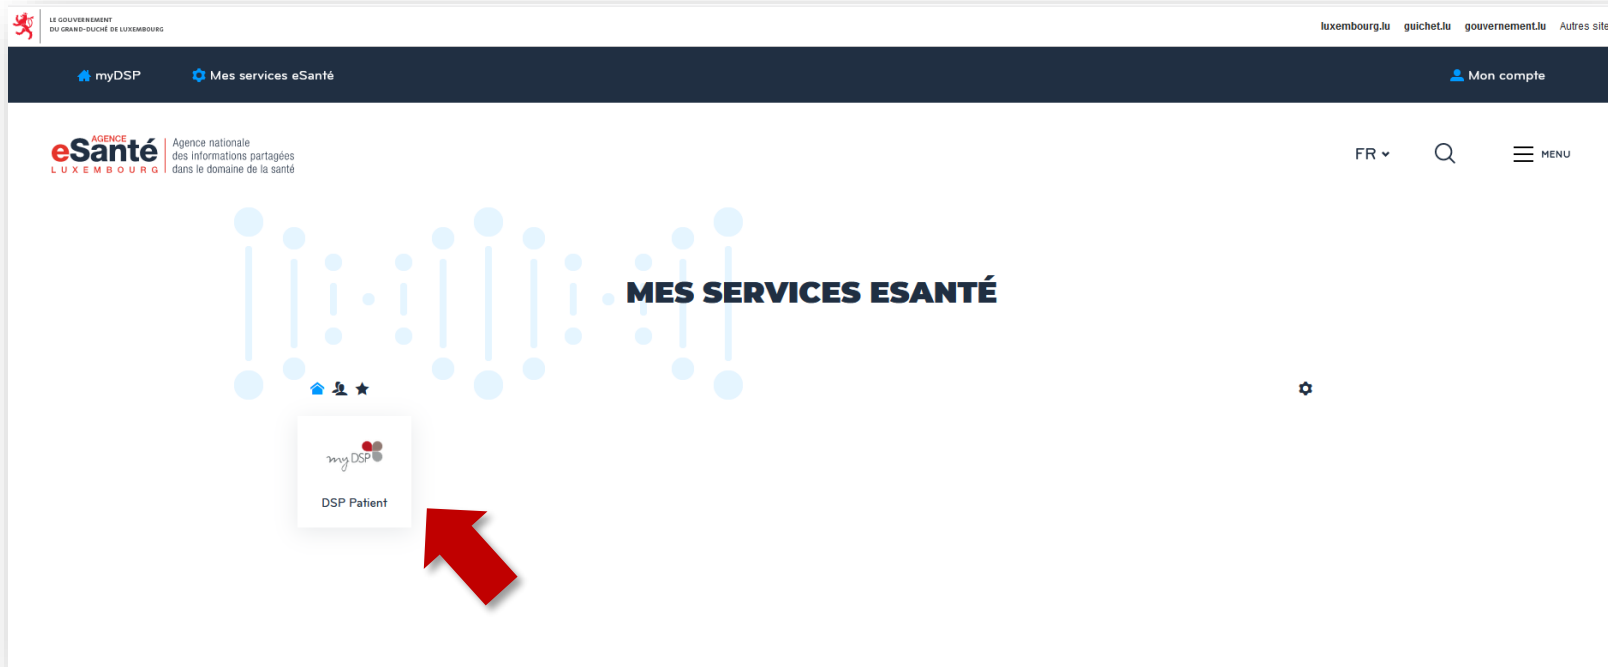 LE GOUVERNEMENT
DU GRAND-DUCHÉ DE LUXEMBOURG
luxembourg.lu guichet.lu gouvernement.lu Autres site
myDSP Mes services eSanté Mon compte
AGENCE
eSanté
LUXEMBOURG
Agence nationale
des informations partagées
dans le domaine de la santé
FR MENU
MES SERVICES ESANTÉ
my DSP
DSP Patient